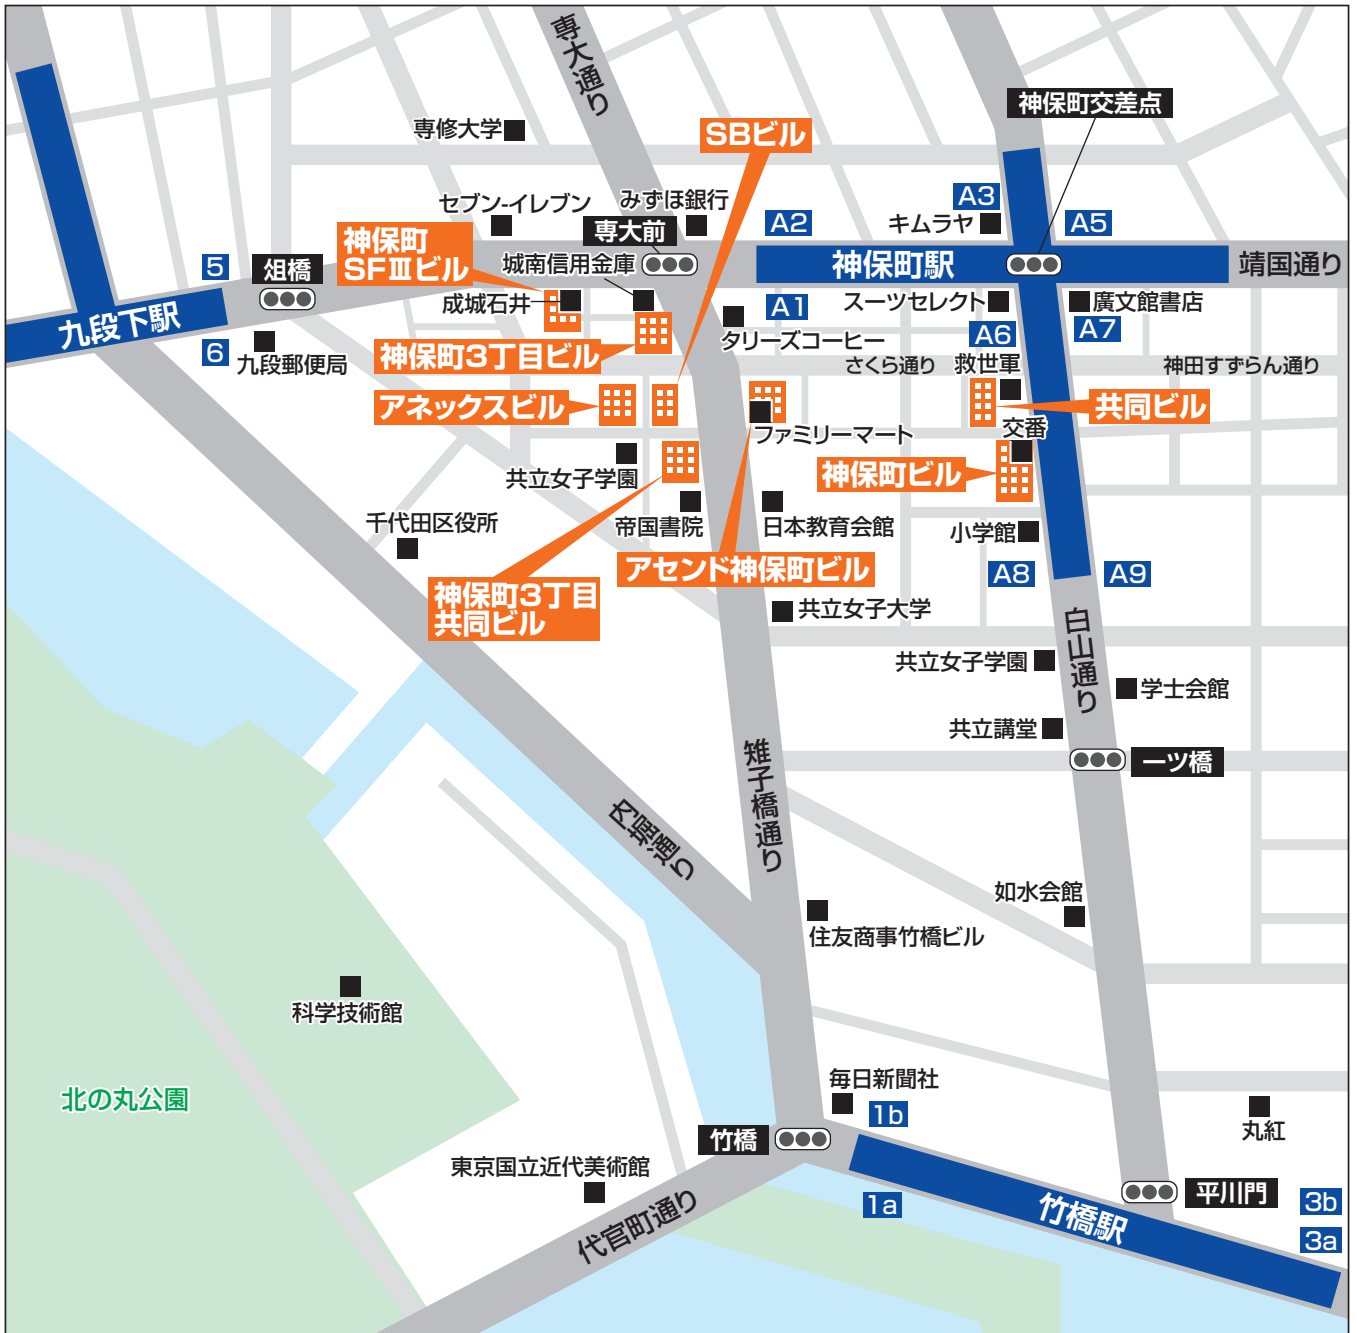 専大通り
神保町交差点
専修大学
SBビル
セブン-イレブン
みずほ銀行
A3
キムラヤ
A2
A5
神保町
SFⅢビル
専大前
城南信用金庫
神保町駅
靖国通り
5
俎橋
成城石井
A1
スーツセレクト
廣文館書店
九段下駅
6
九段郵便局
タリーズコーヒー
A6
A7
神保町3丁目ビル
さくら通り
救世軍
神田すずらん通り
アネックスビル
共同ビル
ファミリーマート
交番
共立女子学園
神保町ビル
千代田区役所
帝国書院
日本教育会館
小学館
アセンド神保町ビル
A8
A9
神保町3丁目
共同ビル
共立女子大学
白山通り
共立女子学園
学士会館
共立講堂
雉子橋通り
一ツ橋
内堀通り
如水会館
住友商事竹橋ビル
科学技術館
北の丸公園
毎日新聞社
1b
丸紅
竹橋
東京国立近代美術館
1a
平川門
3b
竹橋駅
代官町通り
3a